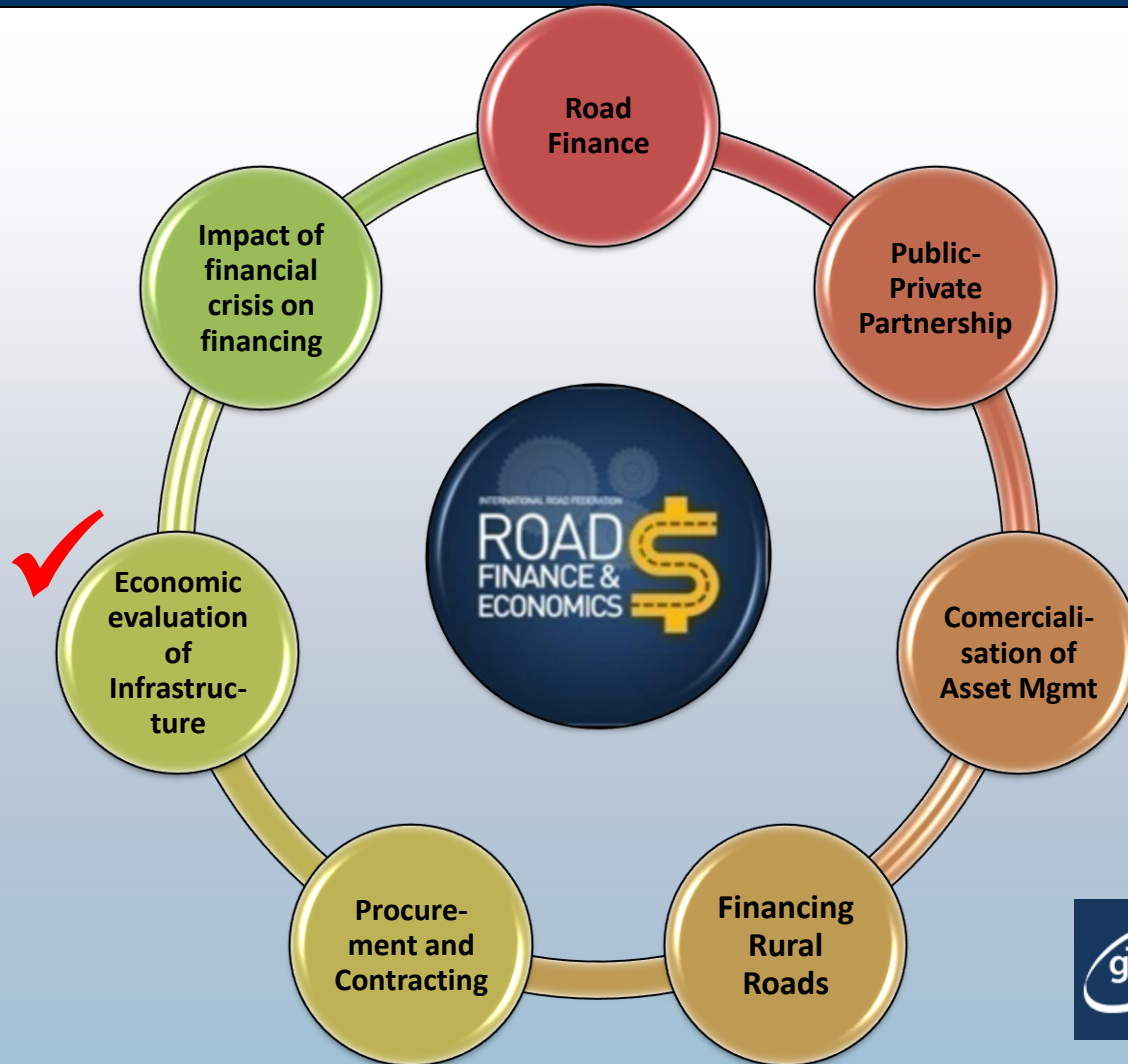 Road
Finance
Public-
Private
Partnership
Comerciali-
sation of
Asset Mgmt
Financing
Rural
Roads
Procure-
ment and
Contracting
Economic
evaluation
of
Infrastruc-
ture
Impact of
financial
crisis on
financing
INTERNATIONAL ROAD FEDERATION
ROAD
FINANCE &
ECONOMICS